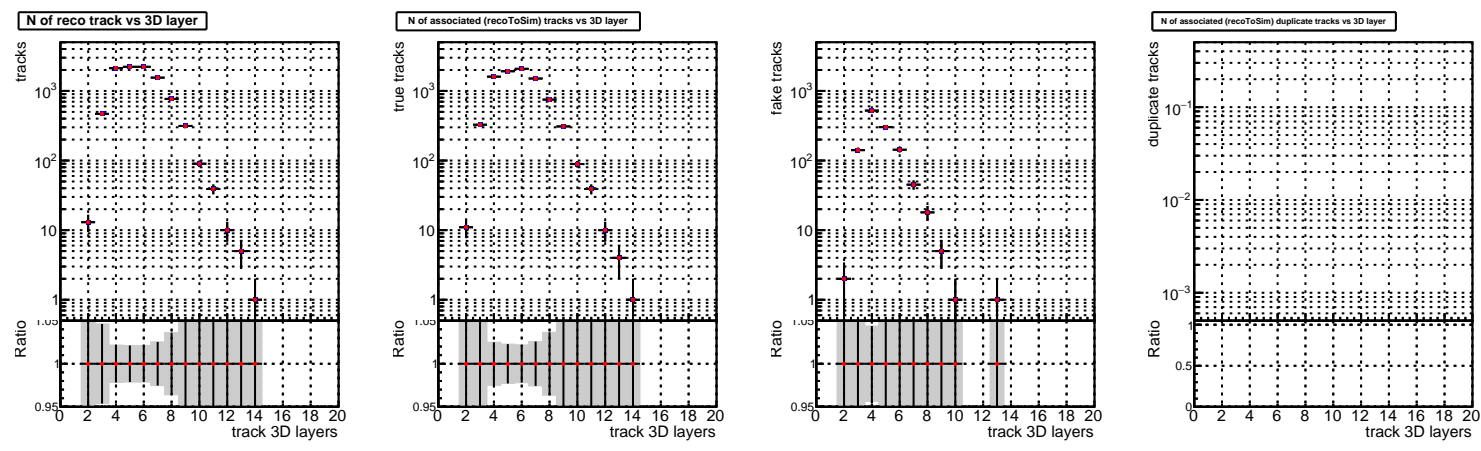 N of reco track vs 3D layer
tracks
10³
10²
10
1
Ratio
1.05
1
0.95
0 2 4 6 8 10 12 14 16 18 20
track 3D layers
N of associated (recoToSim) tracks vs 3D layer
true tracks
10³
10²
10
1
Ratio
1.05
1
0.95
0 2 4 6 8 10 12 14 16 18 20
track 3D layers
fake tracks
10³
10²
10
1
Ratio
1.05
1
0.95
0 2 4 6 8 10 12 14 16 18 20
track 3D layers
N of associated (recoToSim) duplicate tracks vs 3D layer
duplicate tracks
10⁻¹
10⁻²
10⁻³
Ratio
1
0.5
0
0 2 4 6 8 10 12 14 16 18 20
track 3D layers